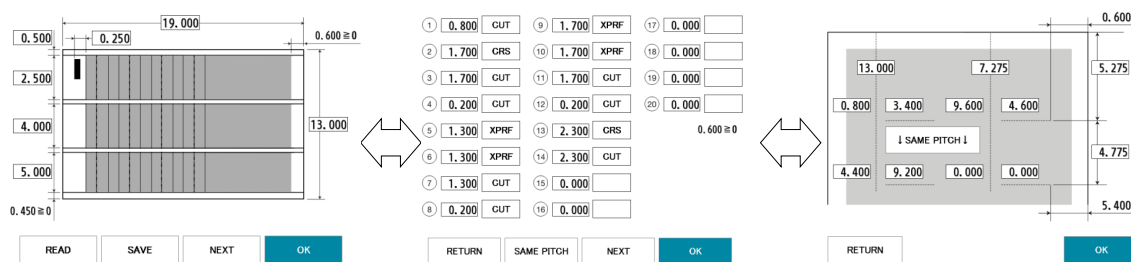 19.000
0.500
0.250
0.600≧0
2.500
4.000
13.000
5.000
0.450≧0
READ SAVE NEXT OK
① 0.800 CUT ⑨ 1.700 XPRF ⑰ 0.000
② 1.700 CRS ⑩ 1.700 XPRF ⑱ 0.000
③ 1.700 CUT ⑪ 1.700 CUT ⑲ 0.000
④ 0.200 CUT ⑫ 0.200 CUT ⑳ 0.000
⑤ 1.300 XPRF ⑬ 2.300 CRS 0.600≧0
⑥ 1.300 XPRF ⑭ 2.300 CUT
⑦ 1.300 CUT ⑮ 0.000
⑧ 0.200 CUT ⑯ 0.000
RETURN SAME PITCH NEXT OK
0.600
13.000 7.275 5.275
0.800 3.400 9.600 4.600
↓ SAME PITCH ↓
4.775
4.400 9.200 0.000 0.000
5.400
RETURN OK